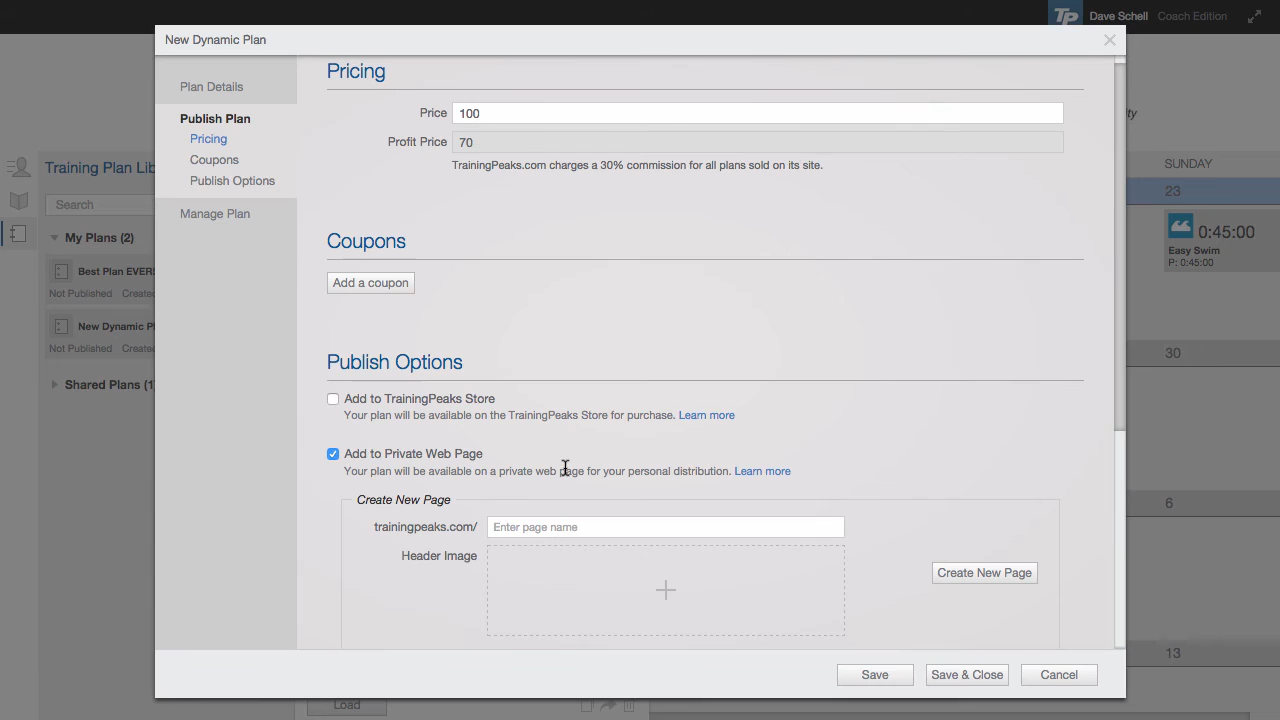 TP Dave Schell Coach Edition
New Dynamic Plan
Plan Details
Publish Plan
Pricing
Coupons
Publish Options
Manage Plan
Pricing
Price 100
Profit Price 70
TrainingPeaks.com charges a 30% commission for all plans sold on its site.
Coupons
Add a coupon
Publish Options
Add to TrainingPeaks Store
Your plan will be available on the TrainingPeaks Store for purchase. Learn more
Add to Private Web Page
Your plan will be available on a private web page for your personal distribution. Learn more
Create New Page
trainingpeaks.com/ Enter page name
Header Image
Create New Page
Save Save & Close Cancel
Training Plan Lib
Search
My Plans (2)
Best Plan EVER
Not Published Created
New Dynamic Pl
Not Published Created
Shared Plans (1
Load
SUNDAY
23
0:45:00
Easy Swim
P: 0:45:00
30
6
13